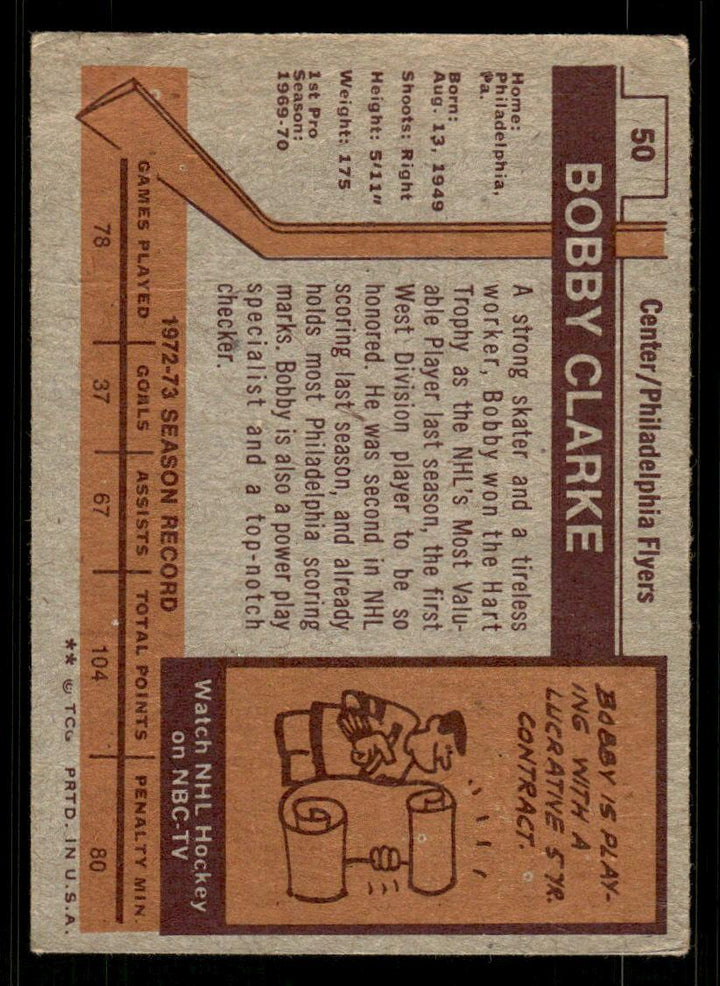 50
Center/Philadelphia Flyers
BOBBY CLARKE
Home:
Philadelphia,
Pa.
Born:
Aug. 13, 1949
Shoots: Right
Height: 5'11"
Weight: 175
1st Pro
Season:
1969-70
A strong skater and a tireless
worker, Bobby won the Hart
Trophy as the NHL's Most Valu-
able Player last season, the first
West Division player to be so
honored. He was second in NHL
scoring last season, and already
holds most Philadelphia scoring
marks. Bobby is also a power play
specialist and a top-notch
checker.
BOBBY IS PLAY-
ING WITH A
LUCRATIVE 5 YR.
CONTRACT.
Watch NHL Hockey
on NBC-TV
1972-73 SEASON RECORD
GAMES PLAYED GOALS ASSISTS TOTAL POINTS PENALTY MIN.
78 37 67 104 80
** © TCG PRTD. IN U.S.A.